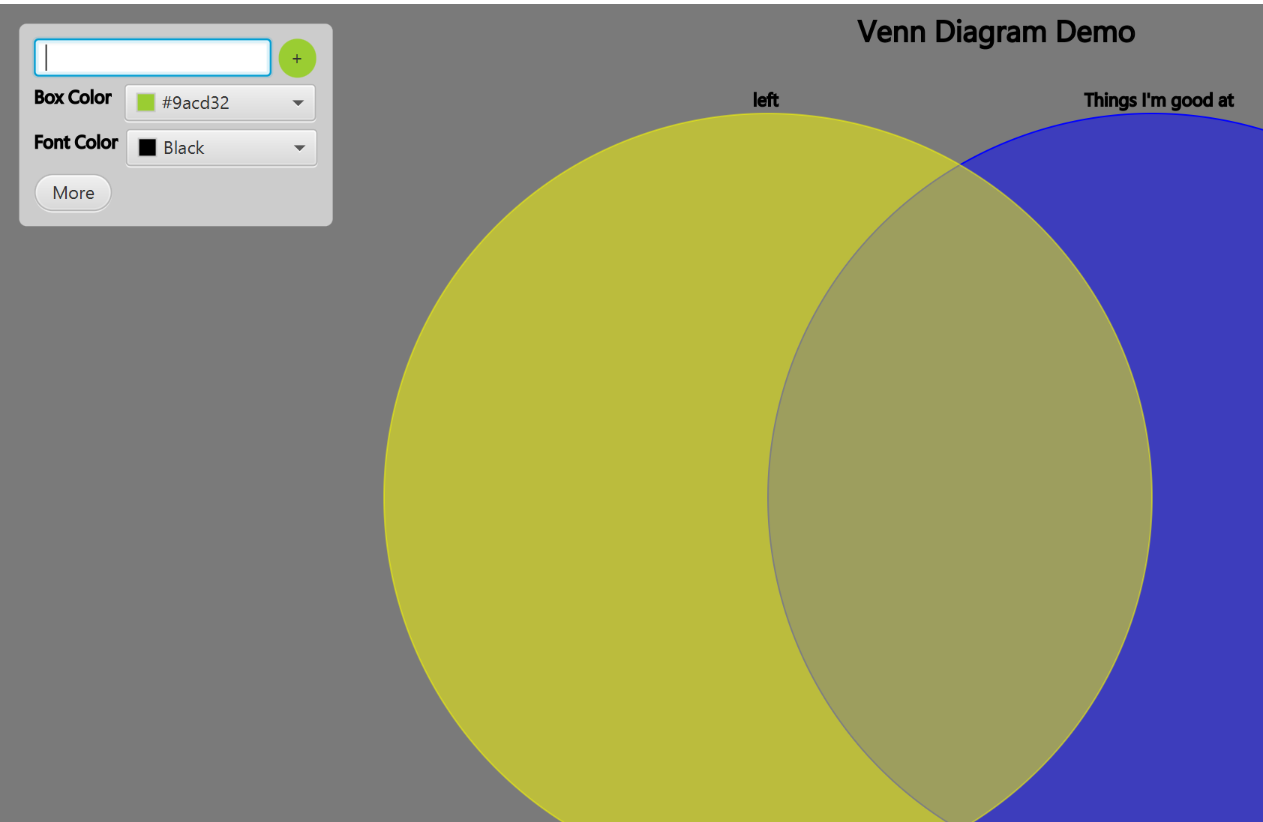 Venn Diagram Demo
+
Box Color
#9acd32
Font Color
Black
More
left
Things I'm good at